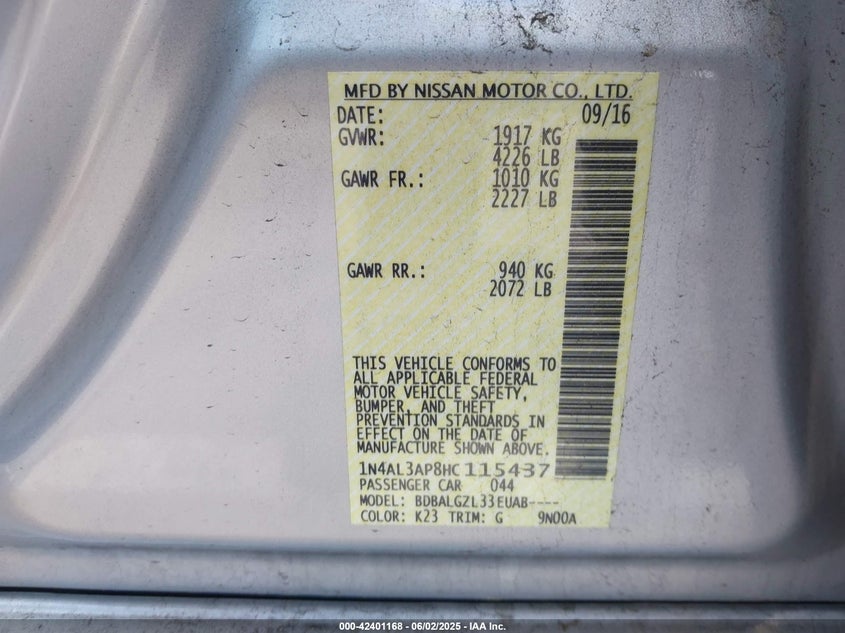 MFD BY NISSAN MOTOR CO., LTD.
DATE: 09/16
GVWR: 1917 KG
4226 LB
GAWR FR.: 1010 KG
2227 LB
GAWR RR.: 940 KG
2072 LB
THIS VEHICLE CONFORMS TO
ALL APPLICABLE FEDERAL
MOTOR VEHICLE SAFETY,
BUMPER, AND THEFT
PREVENTION STANDARDS IN
EFFECT ON THE DATE OF
MANUFACTURE SHOWN ABOVE.
1N4AL3AP8HC115437
PASSENGER CAR 044
MODEL: BDBALGZL33EUAB----
COLOR: K23 TRIM: G 9N00A
000-42401168 - 06/02/2025 - IAA Inc.